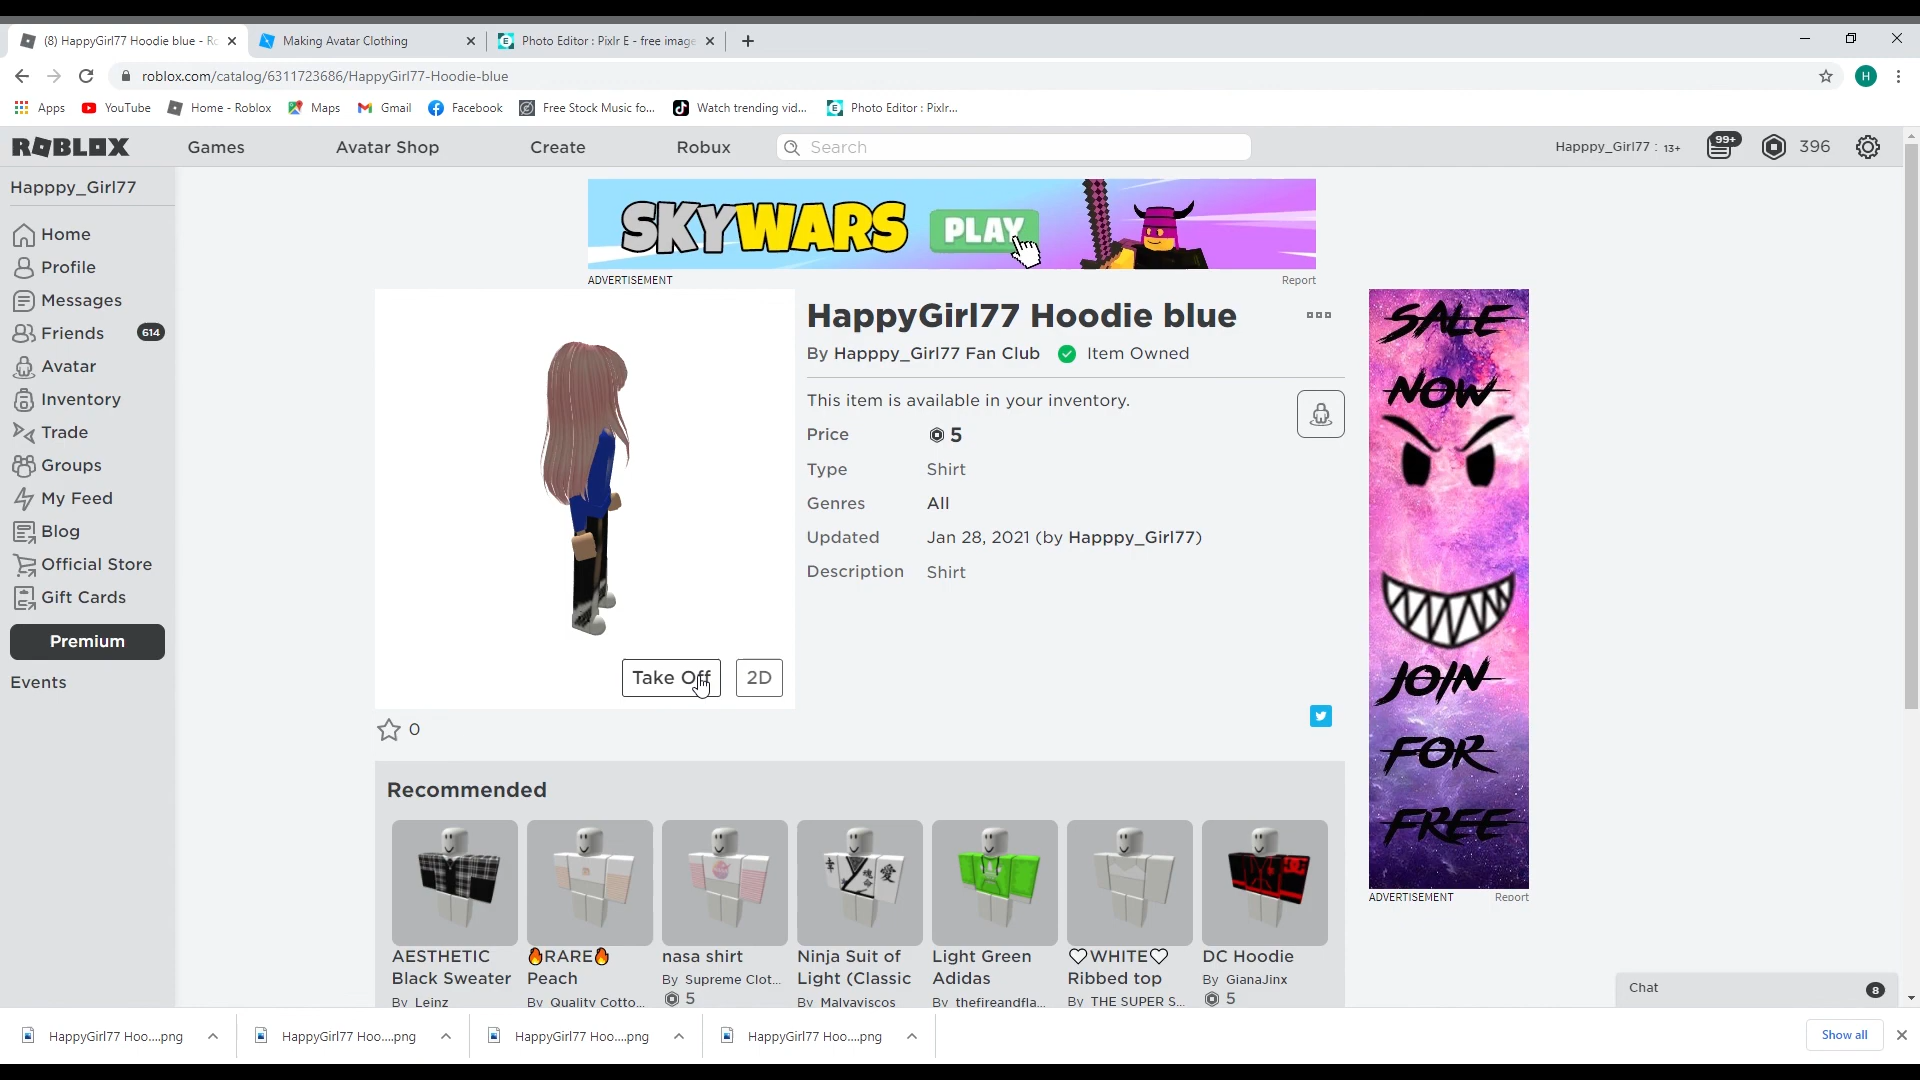 (8) HappyGirl77 Hoodie blue - Ro
Making Avatar Clothing
Photo Editor : Pixlr E - free image
roblox.com/catalog/6311723686/HappyGirl77-Hoodie-blue
H
Apps
YouTube
Home - Roblox
Maps
Gmail
Facebook
Free Stock Music fo...
Watch trending vid...
Photo Editor : Pixlr...
ROBLOX
Games
Avatar Shop
Create
Robux
Search
Happpy_Girl77 : 13+
99+
396
Happpy_Girl77
Home
Profile
Messages
Friends
614
Avatar
Inventory
Trade
Groups
My Feed
Blog
Official Store
Gift Cards
Premium
Events
SKYWARS
PLAY
ADVERTISEMENT
Report
HappyGirl77 Hoodie blue
By Happpy_Girl77 Fan Club
Item Owned
This item is available in your inventory.
Price
5
Type
Shirt
Genres
All
Updated
Jan 28, 2021 (by Happpy_Girl77)
Description
Shirt
Take Off
2D
0
SALE
NOW
JOIN
FOR
FREE
ADVERTISEMENT
Report
Recommended
AESTHETIC
Black Sweater
By Leinz
🔥RARE🔥
Peach
By Quality Cotto...
nasa shirt
By Supreme Clot...
5
Ninja Suit of
Light (Classic
By Malvaviscos
Light Green
Adidas
By thefireandfla...
♡WHITE♡
Ribbed top
By THE SUPER S...
DC Hoodie
By GianaJinx
5
Chat
8
HappyGirl77 Hoo....png
HappyGirl77 Hoo....png
HappyGirl77 Hoo....png
HappyGirl77 Hoo....png
Show all